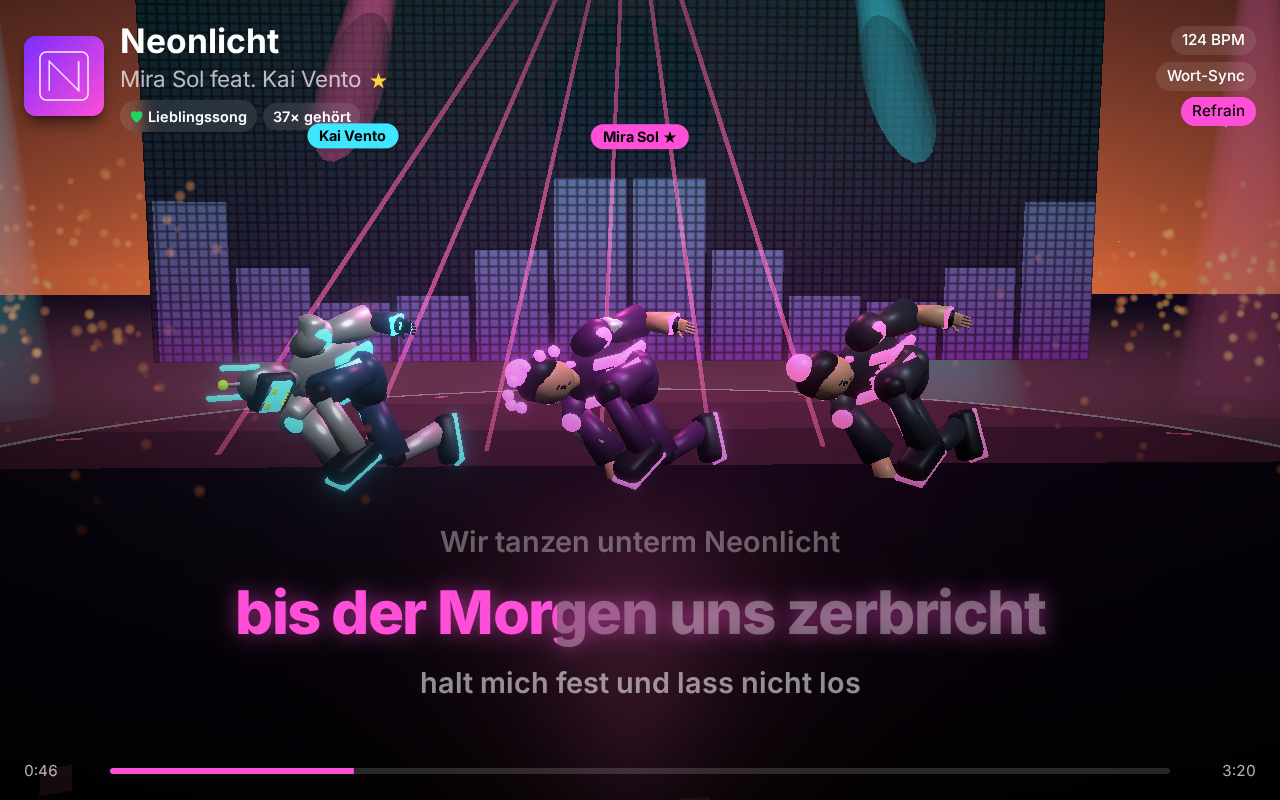 N
Neonlicht
Mira Sol feat. Kai Vento ★
Lieblingssong
37× gehört
124 BPM
Wort-Sync
Refrain
Kai Vento
Mira Sol ★
Wir tanzen unterm Neonlicht
bis der Morgen uns zerbricht
halt mich fest und lass nicht los
0:46
3:20